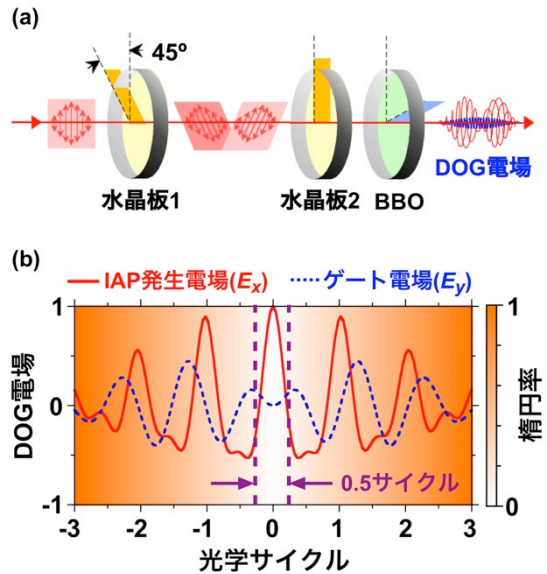 (a)
45º
水晶板1
水晶板2
BBO
DOG電場
(b)
IAP発生電場(Ex)
ゲート電場(Ey)
1
0
-1
DOG電場
1
0
楕円率
0.5サイクル
-3
-2
-1
0
1
2
3
光学サイクル